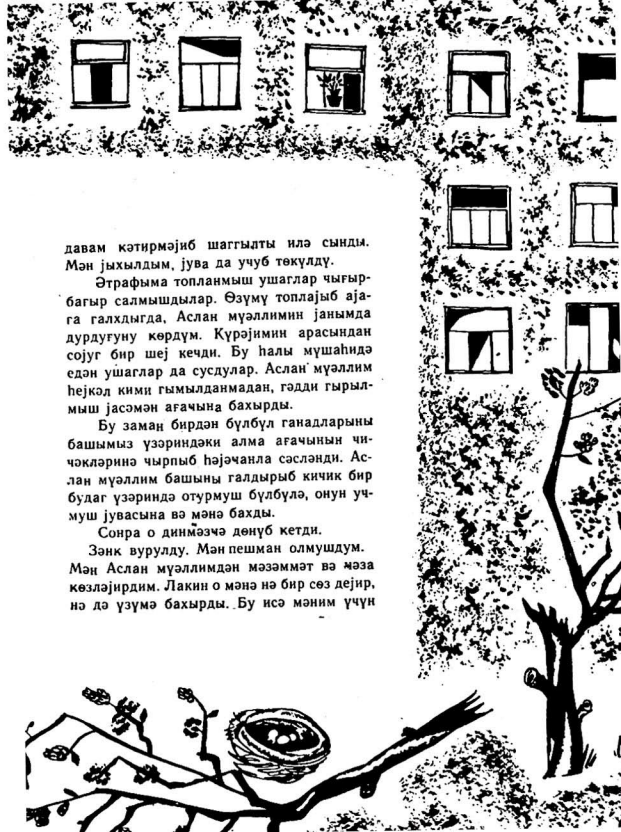 давам кәтирмәјиб шаггылты илә сынды.
Мән јыхылдым, јува да учуб төкүлдү.
Әтрафыма топланмыш ушаглар чығыр-
бағыр салмышдылар. Өзүмү топлајыб аја-
га галхдыгда, Аслан мүәллимин јанымда
дурдуғуну көрдүм. Күрәјимин арасындан
сојуг бир шеј кечди. Бу һалы мүшаһидә
едән ушаглар да сусдулар. Аслан мүәллим
һејкәл кими гымылданмадан, гәдди гырыл-
мыш јасәмән ағачына бахырды.
Бу заман бирдән бүлбүл ганадларыны
башымыз үзәриндәки алма ағачынын чи-
чәкләринә чырпыб һәјәчанла сәсләнди. Ас-
лан мүәллим башыны галдырыб кичик бир
будаг үзәриндә отурмуш бүлбүлә, онун уч-
муш јувасына вә мәнә бахды.
Сонра о динмәзчә дөнүб кетди.
Зәнк вурулду. Мән пешман олмушдум.
Мән Аслан мүәллимдән мәзәммәт вә чәза
көзләјирдим. Лакин о мәнә нә бир сөз дејир,
нә дә үзүмә бахырды. Бу исә мәним үчүн